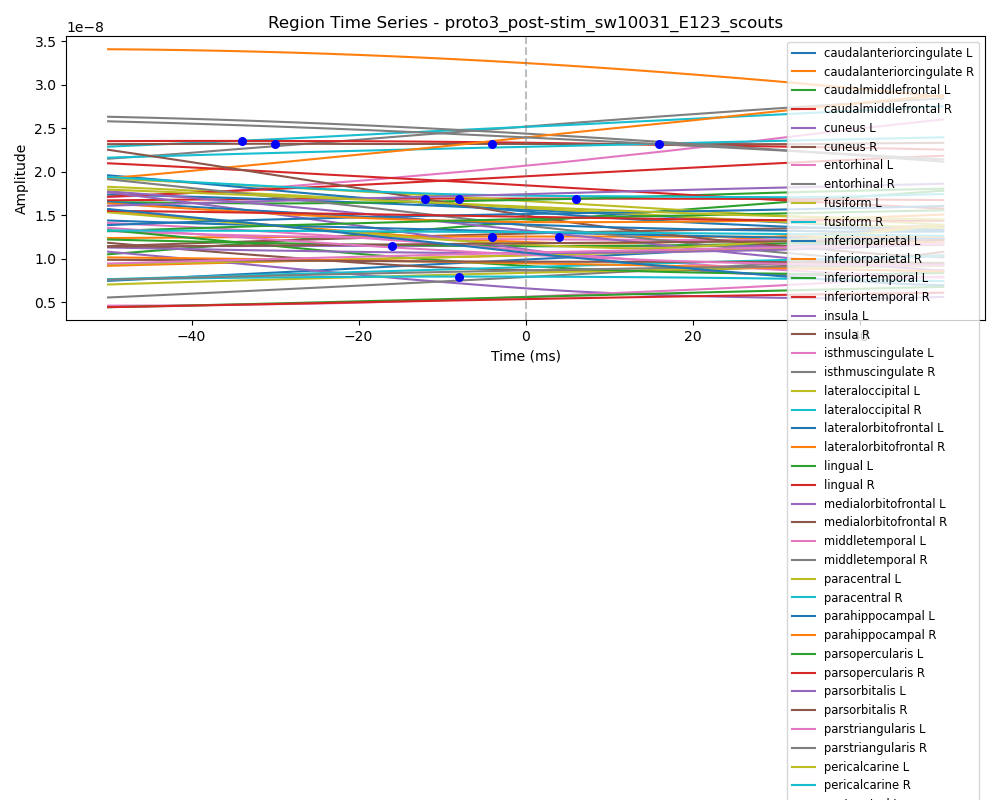 Region Time Series - proto3_post-stim_sw10031_E123_scouts
1e−8
3.5
3.0
2.5
2.0
1.5
1.0
0.5
Amplitude
−40
−20
0
20
Time (ms)
caudalanteriorcingulate L
caudalanteriorcingulate R
caudalmiddlefrontal L
caudalmiddlefrontal R
cuneus L
cuneus R
entorhinal L
entorhinal R
fusiform L
fusiform R
inferiorparietal L
inferiorparietal R
inferiortemporal L
inferiortemporal R
insula L
insula R
isthmuscingulate L
isthmuscingulate R
lateraloccipital L
lateraloccipital R
lateralorbitofrontal L
lateralorbitofrontal R
lingual L
lingual R
medialorbitofrontal L
medialorbitofrontal R
middletemporal L
middletemporal R
paracentral L
paracentral R
parahippocampal L
parahippocampal R
parsopercularis L
parsopercularis R
parsorbitalis L
parsorbitalis R
parstriangularis L
parstriangularis R
pericalcarine L
pericalcarine R